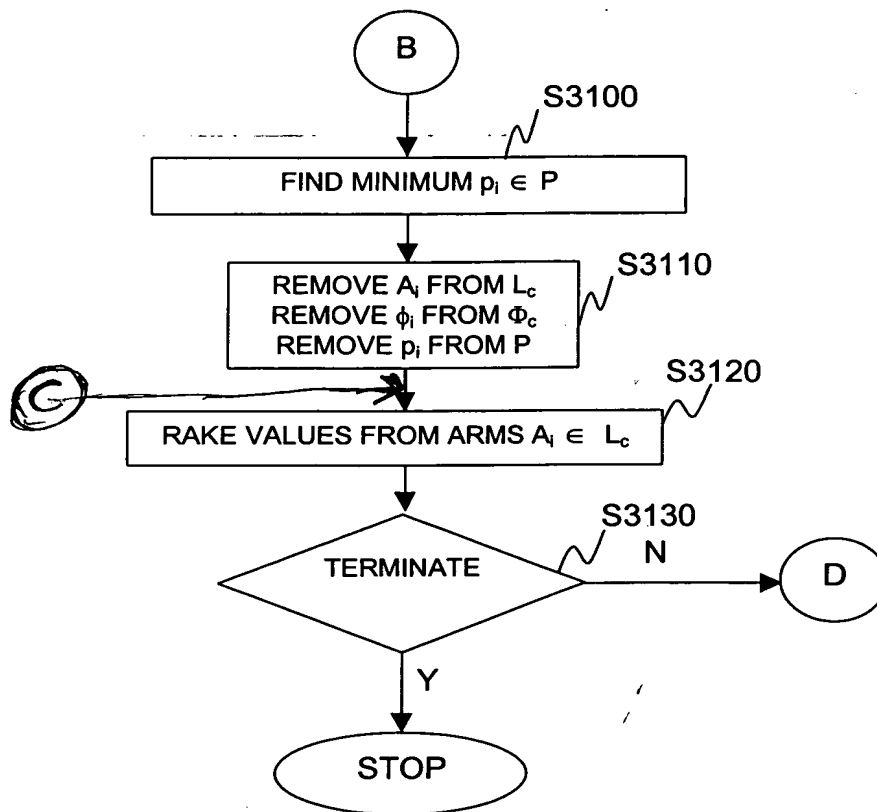 B
S3100
FIND MINIMUM pᵢ ∈ P
S3110
REMOVE Aᵢ FROM L꜀
REMOVE ϕᵢ FROM Φ꜀
REMOVE pᵢ FROM P
C
S3120
RAKE VALUES FROM ARMS Aᵢ ∈ L꜀
S3130
TERMINATE
N
D
Y
STOP